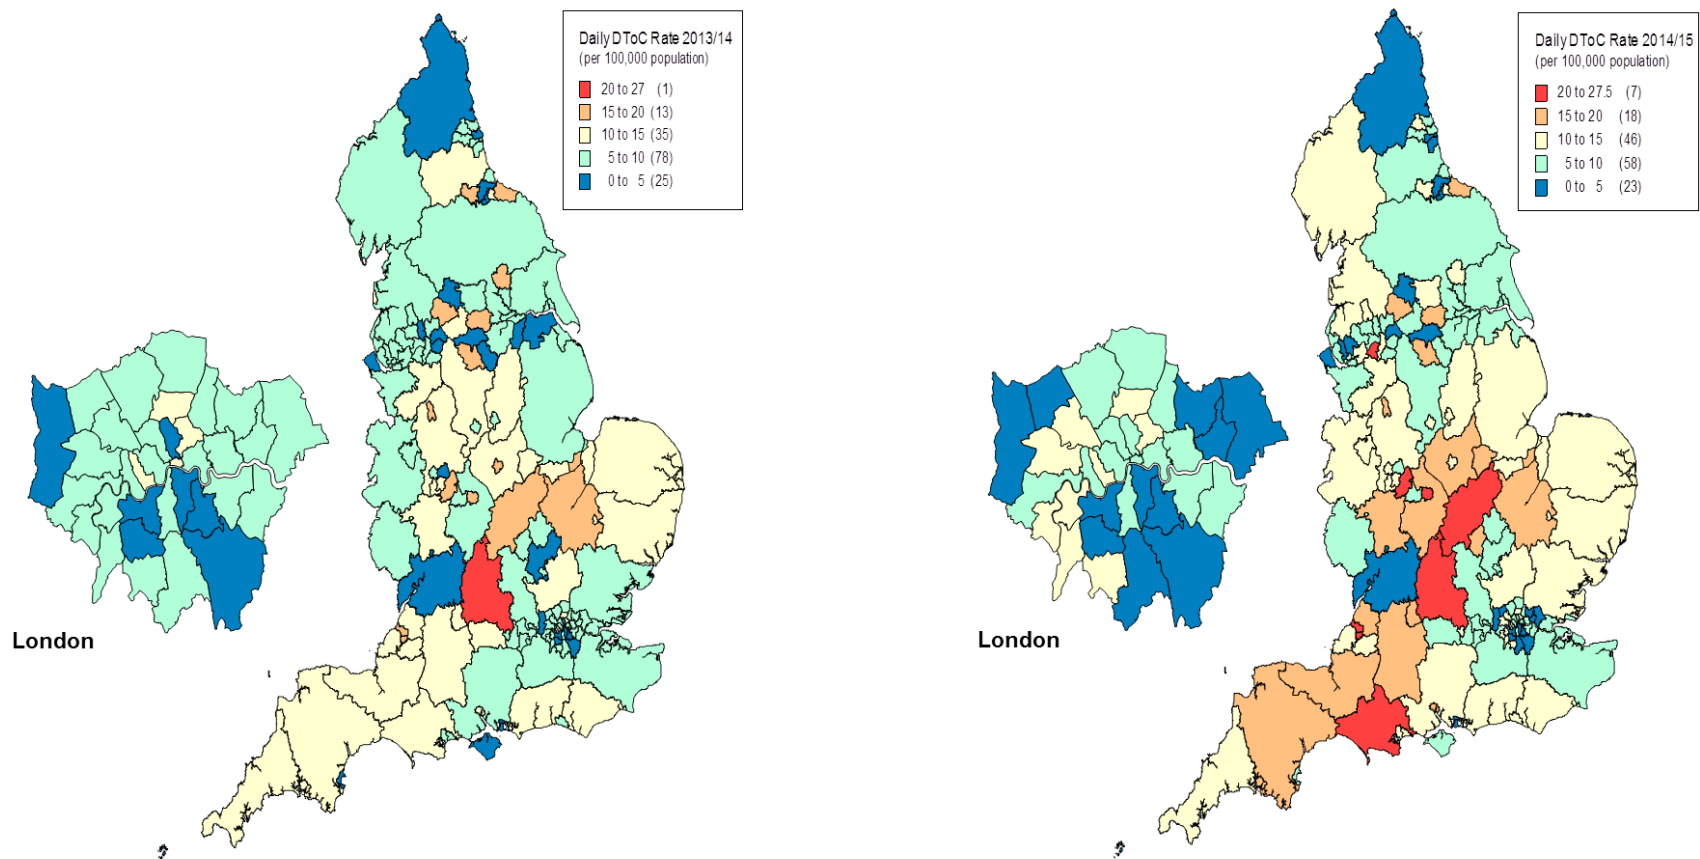 Daily DToC Rate 2013/14
(per 100,000 population)
20 to 27 (1)
15 to 20 (13)
10 to 15 (35)
5 to 10 (78)
0 to 5 (25)
London
Daily DToC Rate 2014/15
(per 100,000 population)
20 to 27.5 (7)
15 to 20 (18)
10 to 15 (46)
5 to 10 (58)
0 to 5 (23)
London